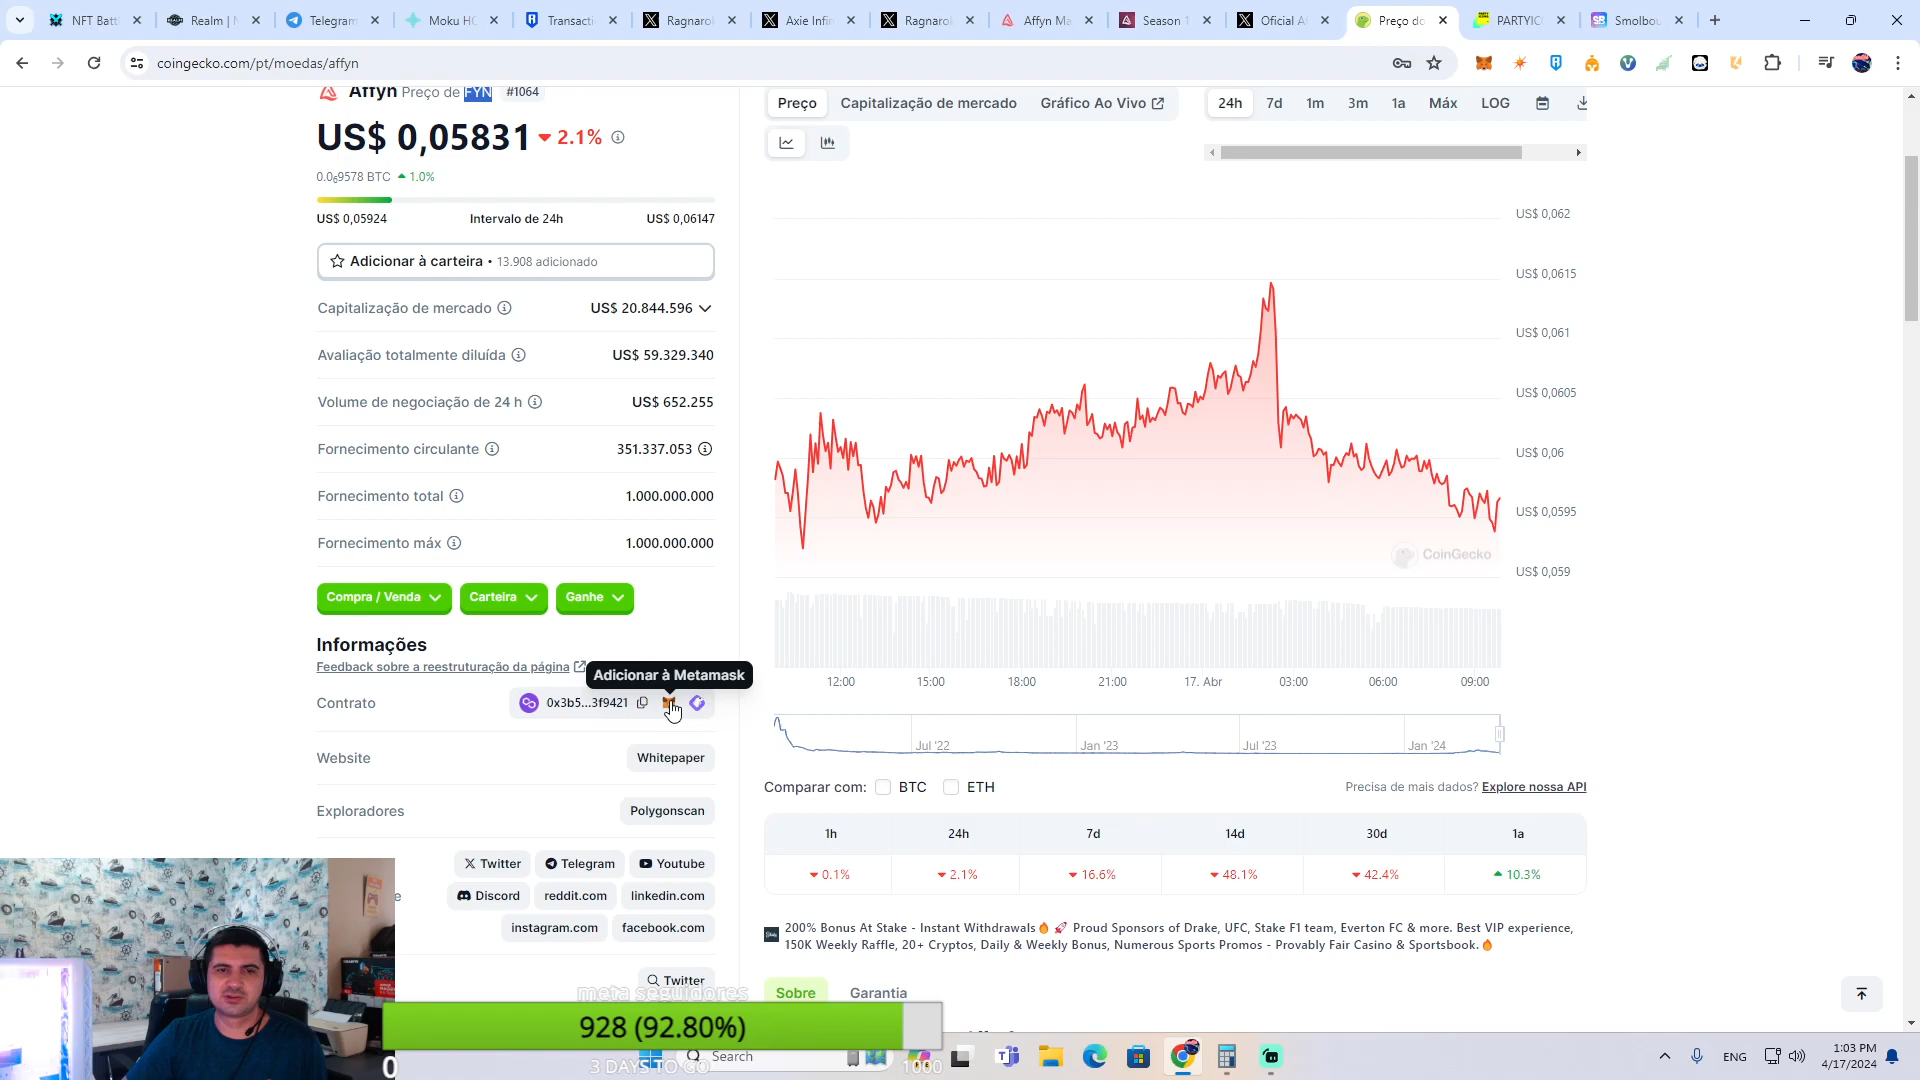 NFT Batt
Realm | N
Telegram
Moku HQ
Transacti
Ragnarok
Axie Infin
Ragnarok
Affyn Ma
Season 1
Oficial A
Preço do
PARTYIC
Smolbou
coingecko.com/pt/moedas/affyn
Affyn Preço de FYN #1064
US$ 0,05831 2.1%
0.0₆9578 BTC 1.0%
US$ 0,05924 Intervalo de 24h US$ 0,06147
Adicionar à carteira • 13.908 adicionado
Capitalização de mercado US$ 20.844.596
Avaliação totalmente diluída US$ 59.329.340
Volume de negociação de 24 h US$ 652.255
Fornecimento circulante 351.337.053
Fornecimento total 1.000.000.000
Fornecimento máx 1.000.000.000
Compra / Venda Carteira Ganhe
Informações
Feedback sobre a reestruturação da página
Adicionar à Metamask
Contrato 0x3b5...3f9421
Website Whitepaper
Exploradores Polygonscan
Twitter Telegram Youtube
Discord reddit.com linkedin.com
instagram.com facebook.com
Twitter
Preço Capitalização de mercado Gráfico Ao Vivo
24h 7d 1m 3m 1a Máx LOG
US$ 0,062
US$ 0,0615
US$ 0,061
US$ 0,0605
US$ 0,06
US$ 0,0595
US$ 0,059
CoinGecko
12:00 15:00 18:00 21:00 17. Abr 03:00 06:00 09:00
Jul '22 Jan '23 Jul '23 Jan '24
Comparar com: BTC ETH
Precisa de mais dados? Explore nossa API
1h 24h 7d 14d 30d 1a
0.1% 2.1% 16.6% 48.1% 42.4% 10.3%
200% Bonus At Stake - Instant Withdrawals🔥 🚀 Proud Sponsors of Drake, UFC, Stake F1 team, Everton FC & more. Best VIP experience,
150K Weekly Raffle, 20+ Cryptos, Daily & Weekly Bonus, Numerous Sports Promos - Provably Fair Casino & Sportsbook. 🔥
Sobre Garantia
meta seguidores
928 (92.80%)
0 3 DAYS TO GO 1000
Search
ENG
1:03 PM
4/17/2024